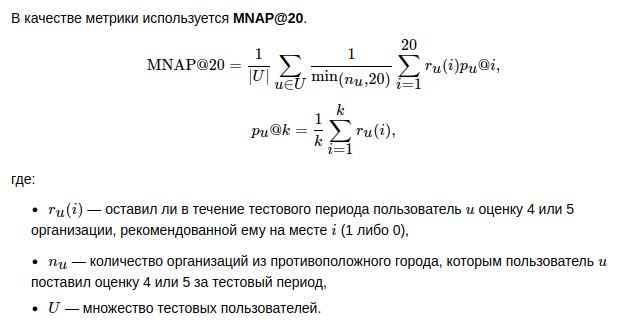 В качестве метрики используется MNAP@20.
MNAP@20 = \frac{1}{|U|} \sum_{u \in U} \frac{1}{\min(n_u, 20)} \sum_{i=1}^{20} r_u(i) p_u@i,
p_u@k = \frac{1}{k} \sum_{i=1}^{k} r_u(i),
где:
• r_u(i) — оставил ли в течение тестового периода пользователь u оценку 4 или 5
организации, рекомендованной ему на месте i (1 либо 0),
• n_u — количество организаций из противоположного города, которым пользователь u
поставил оценку 4 или 5 за тестовый период,
• U — множество тестовых пользователей.